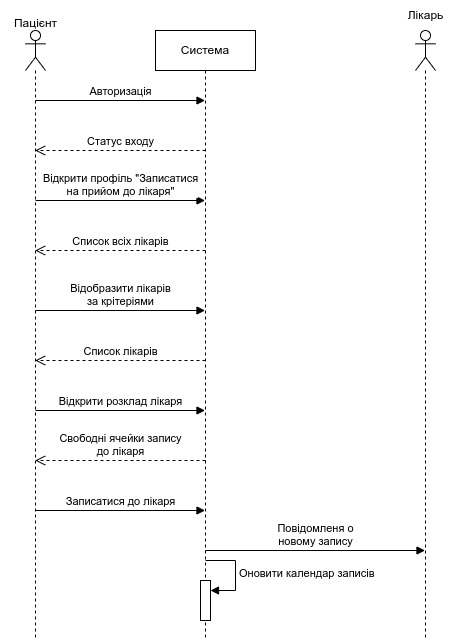 Пацієнт
Лікарь
Система
Авторизація
Статус входу
Відкрити профіль "Записатися
на прийом до лікаря"
Список всіх лікарів
Відобразити лікарів
за крітеріями
Список лікарів
Відкрити розклад лікаря
Свободні ячейки запису
до лікаря
Записатися до лікаря
Повідомленя о
новому запису
Оновити календар записів